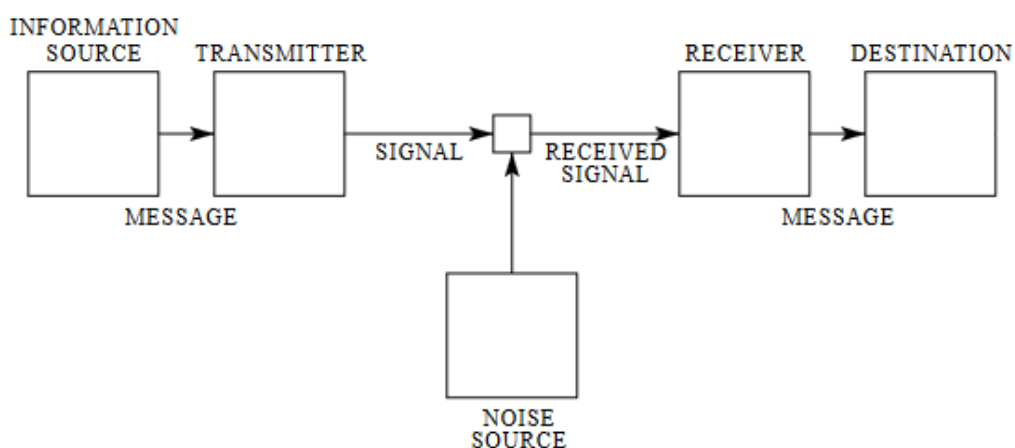 INFORMATION
SOURCE
TRANSMITTER
RECEIVER
DESTINATION
SIGNAL
RECEIVED
SIGNAL
MESSAGE
MESSAGE
NOISE
SOURCE